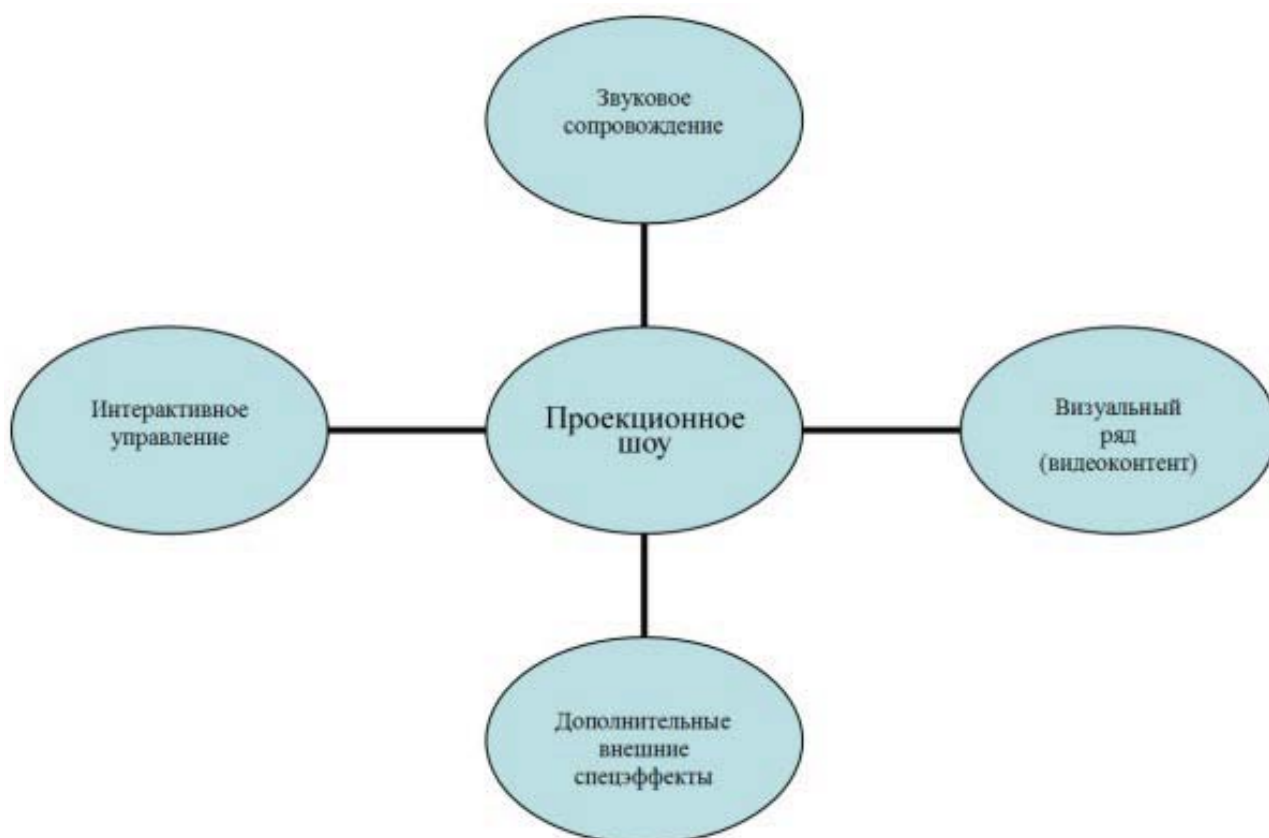 Звуковое
сопровождение
Интерактивное
управление
Проекционное
шоу
Визуальный
ряд
(видеоконтент)
Дополнительные
внешние
спецэффекты